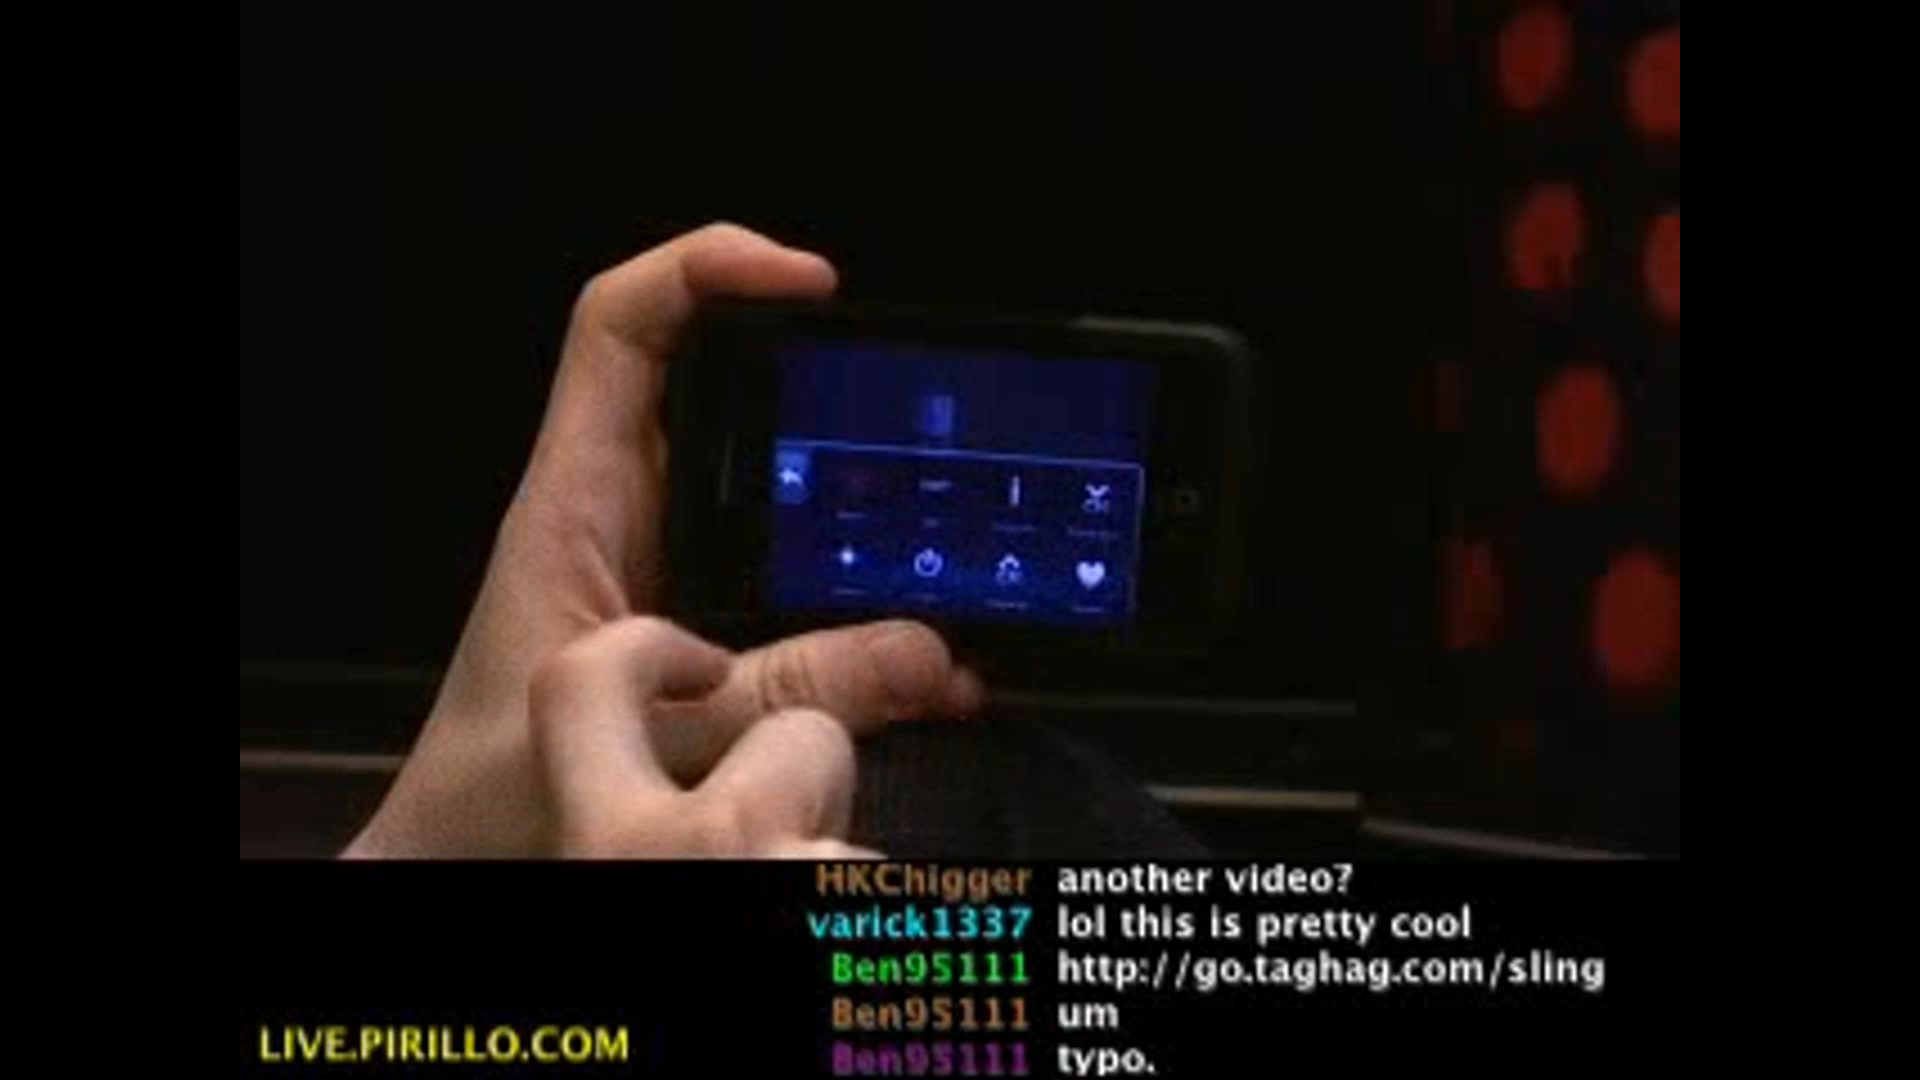 HKChigger another video?
varick1337 lol this is pretty cool
Ben95111 http://go.taghag.com/sling
Ben95111 um
LIVE.PIRILLO.COM
Ben95111 typo.